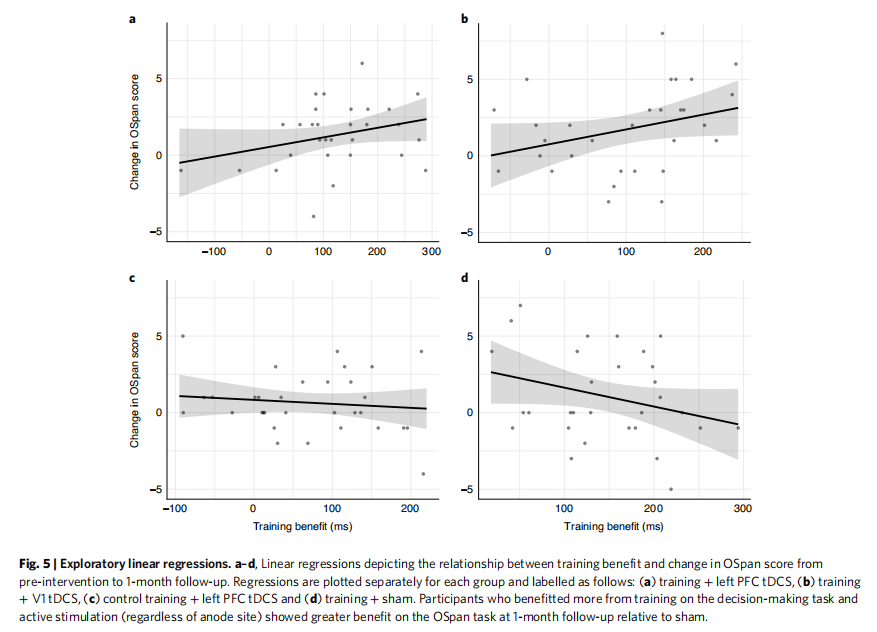 a
b
Change in OSpan score
5
0
−5
−100
0
100
200
300
5
0
−5
0
100
200
c
d
Change in OSpan score
5
0
−5
−100
0
100
200
Training benefit (ms)
5
0
−5
100
200
300
Training benefit (ms)
Fig. 5 | Exploratory linear regressions. a–d, Linear regressions depicting the relationship between training benefit and change in OSpan score from
pre-intervention to 1-month follow-up. Regressions are plotted separately for each group and labelled as follows: (a) training + left PFC tDCS, (b) training
+ V1 tDCS, (c) control training + left PFC tDCS and (d) training + sham. Participants who benefitted more from training on the decision-making task and
active stimulation (regardless of anode site) showed greater benefit on the OSpan task at 1-month follow-up relative to sham.